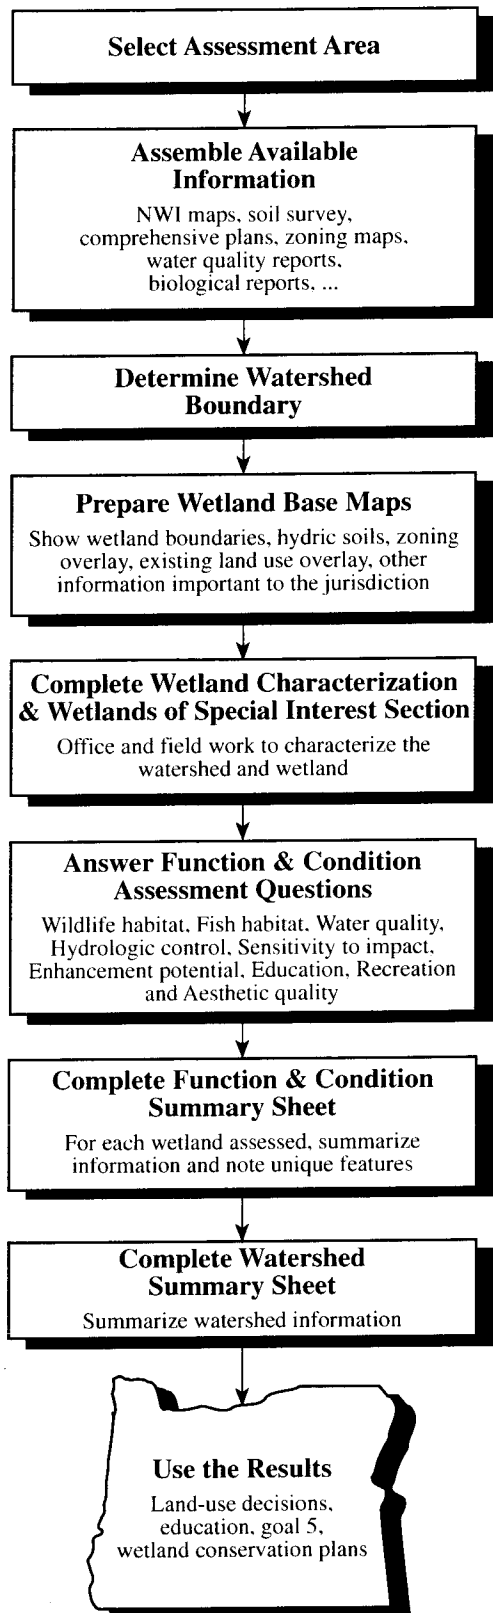 Select Assessment Area
Assemble Available
Information
NWI maps, soil survey,
comprehensive plans, zoning maps,
water quality reports,
biological reports, ...
Determine Watershed
Boundary
Prepare Wetland Base Maps
Show wetland boundaries, hydric soils, zoning
overlay, existing land use overlay, other
information important to the jurisdiction
Complete Wetland Characterization
& Wetlands of Special Interest Section
Office and field work to characterize the
watershed and wetland
Answer Function & Condition
Assessment Questions
Wildlife habitat, Fish habitat, Water quality,
Hydrologic control, Sensitivity to impact,
Enhancement potential, Education, Recreation
and Aesthetic quality
Complete Function & Condition
Summary Sheet
For each wetland assessed, summarize
information and note unique features
Complete Watershed
Summary Sheet
Summarize watershed information
Use the Results
Land-use decisions,
education, goal 5,
wetland conservation plans